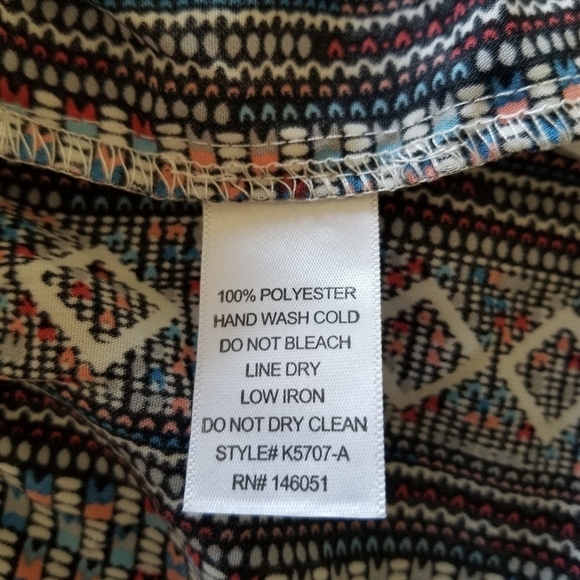 100% POLYESTER
HAND WASH COLD
DO NOT BLEACH
LINE DRY
LOW IRON
DO NOT DRY CLEAN
STYLE# K5707-A
RN# 146051